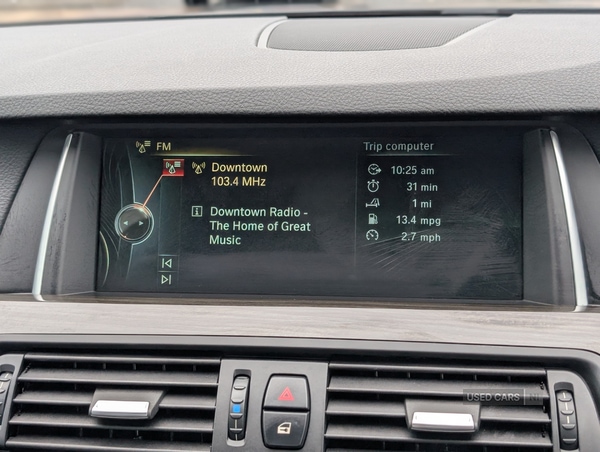 FM
Downtown
103.4 MHz
Downtown Radio -
The Home of Great
Music
Trip computer
10:25 am
31 min
1 mi
13.4 mpg
2.7 mph
USED CARS NI